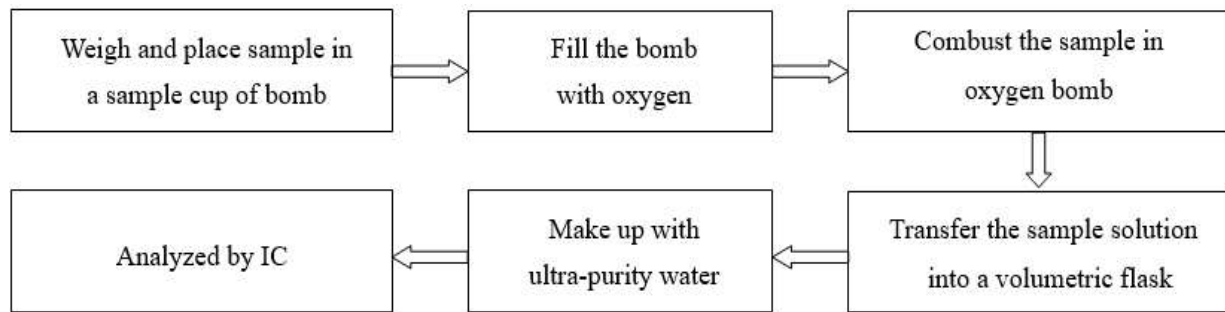 Weigh and place sample in
a sample cup of bomb
Fill the bomb
with oxygen
Combust the sample in
oxygen bomb
Transfer the sample solution
into a volumetric flask
Make up with
ultra-purity water
Analyzed by IC